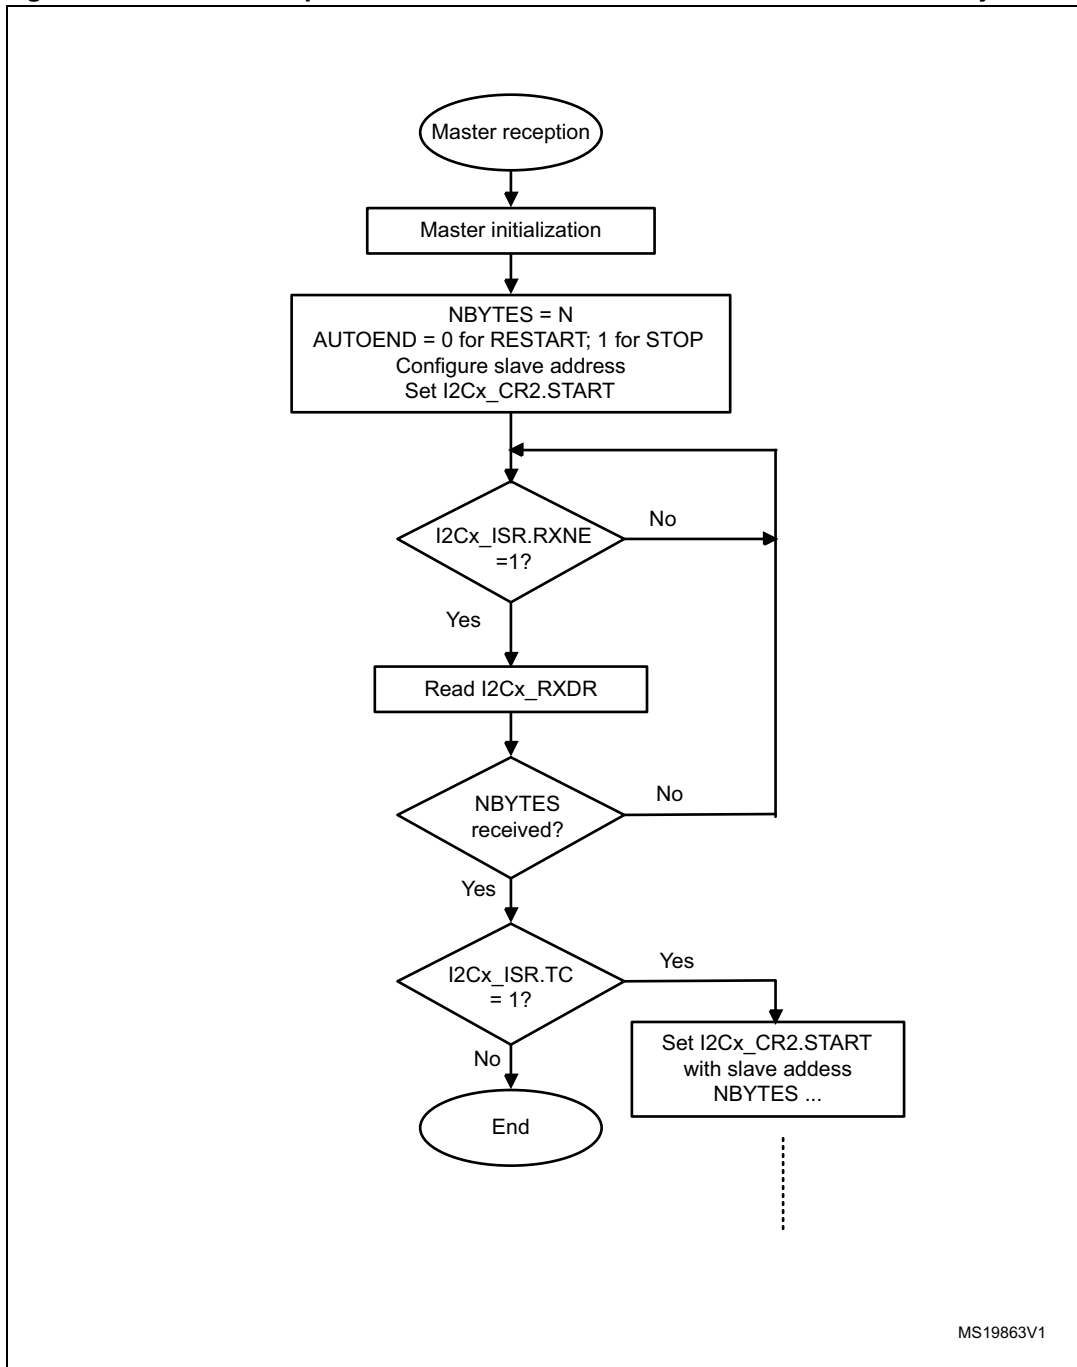 Master reception
Master initialization
NBYTES = N
AUTOEND = 0 for RESTART; 1 for STOP
Configure slave address
Set I2Cx_CR2.START
I2Cx_ISR.RXNE
=1?
No
Yes
Read I2Cx_RXDR
NBYTES
received?
No
Yes
I2Cx_ISR.TC
= 1?
Yes
No
Set I2Cx_CR2.START
with slave addess
NBYTES ...
End
MS19863V1